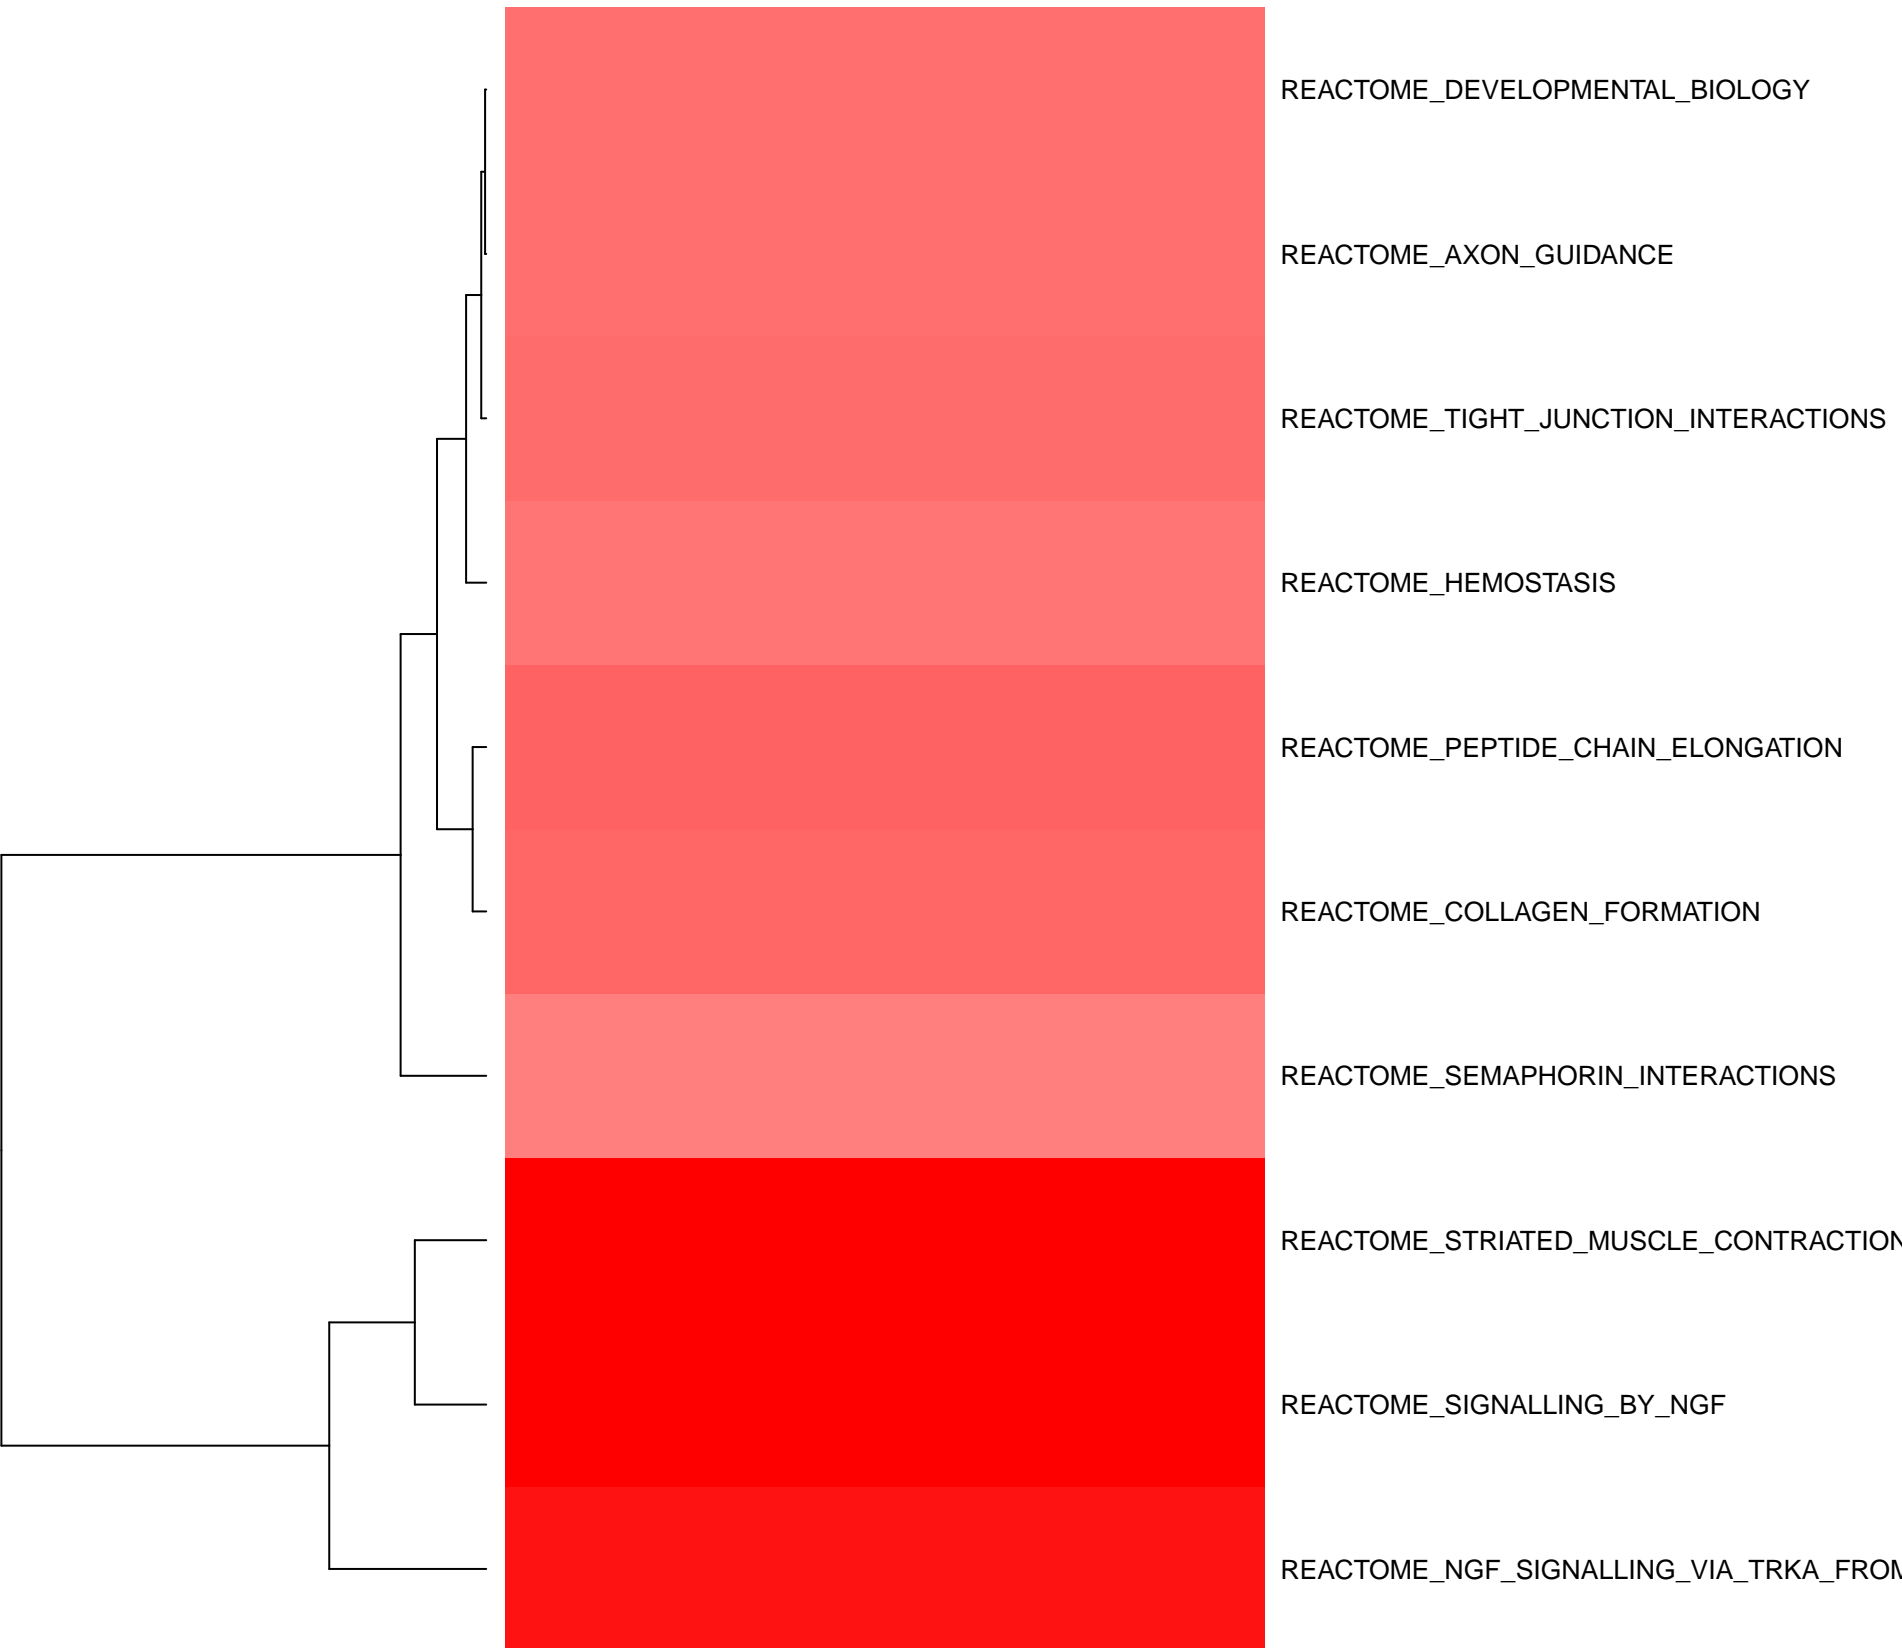 REACTOME_DEVELOPMENTAL_BIOLOGY
REACTOME_AXON_GUIDANCE
REACTOME_TIGHT_JUNCTION_INTERACTIONS
REACTOME_HEMOSTASIS
REACTOME_PEPTIDE_CHAIN_ELONGATION
REACTOME_COLLAGEN_FORMATION
REACTOME_SEMAPHORIN_INTERACTIONS
REACTOME_STRIATED_MUSCLE_CONTRACTION
REACTOME_SIGNALLING_BY_NGF
REACTOME_NGF_SIGNALLING_VIA_TRKA_FROM